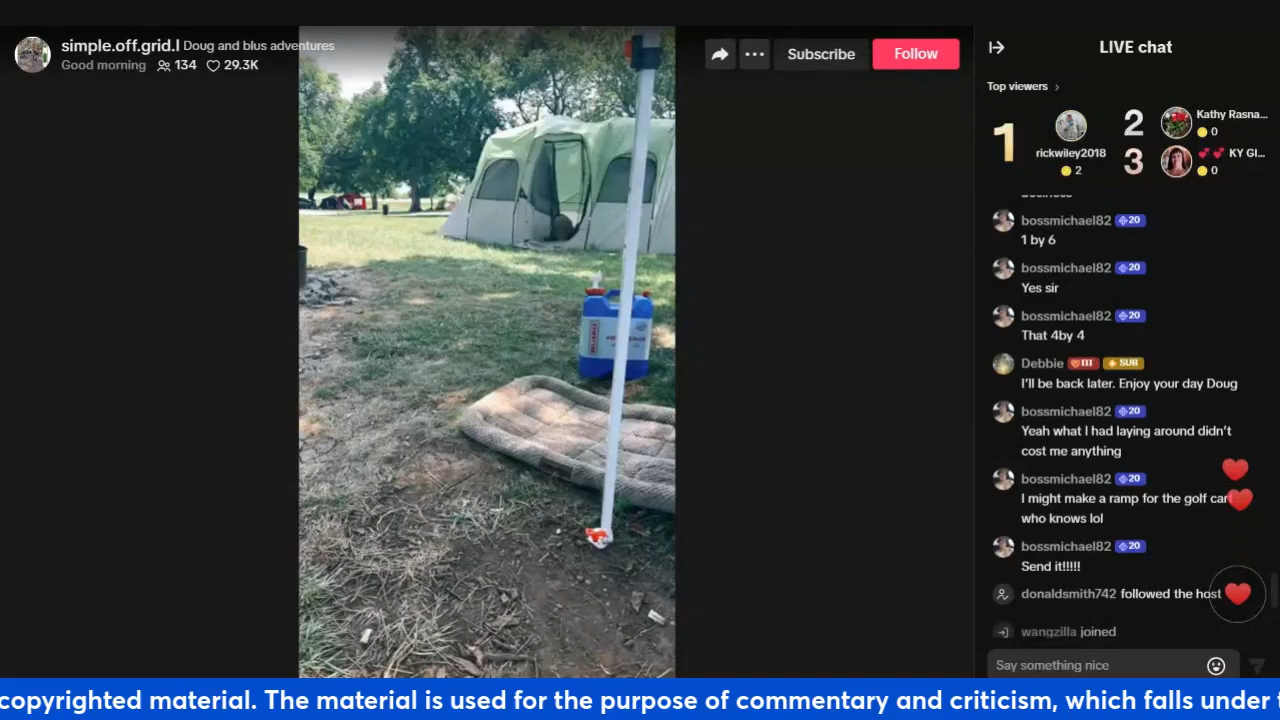 simple.off.grid.l Doug and blus adventures
Good morning 134 29.3K
Subscribe
Follow
LIVE chat
Top viewers
1
rickwiley2018
2
2
Kathy Rasna...
0
3
KY Gl...
0
bossmichael82 20
1 by 6
bossmichael82 20
Yes sir
bossmichael82 20
That 4by 4
Debbie III SUB
I'll be back later. Enjoy your day Doug
bossmichael82 20
Yeah what I had laying around didn't
cost me anything
bossmichael82 20
I might make a ramp for the golf cart
who knows lol
bossmichael82 20
Send it!!!!!
donaldsmith742 followed the host
wangzilla joined
Say something nice
RELIANCE
copyrighted material. The material is used for the purpose of commentary and criticism, which falls under